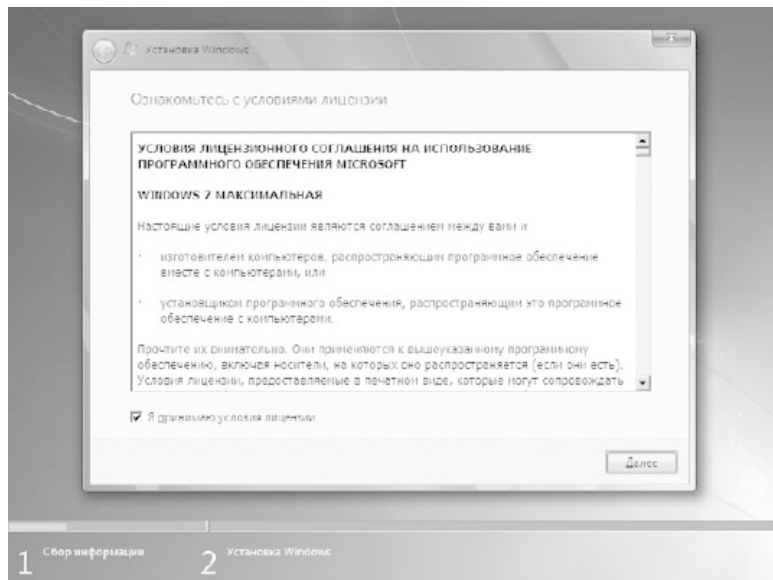 Установка Windows
Ознакомьтесь с условиями лицензии
УСЛОВИЯ ЛИЦЕНЗИОННОГО СОГЛАШЕНИЯ НА ИСПОЛЬЗОВАНИЕ
ПРОГРАММНОГО ОБЕСПЕЧЕНИЯ MICROSOFT
WINDOWS 7 МАКСИМАЛЬНАЯ
Настоящие условия лицензии являются соглашением между вами и
· изготовителем компьютеров, распространяющим программное обеспечение
вместе с компьютерами, или
· установщиком программного обеспечения, распространяющим это программное
обеспечение с компьютерами.
Прочтите их внимательно. Они применяются к вышеуказанному программному
обеспечению, включая носители, на которых оно распространяется (если они есть).
Условия лицензии, предоставляемые в печатном виде, которые могут сопровождать
Я принимаю условия лицензии
Далее
1 Сбор информации
2 Установка Windows